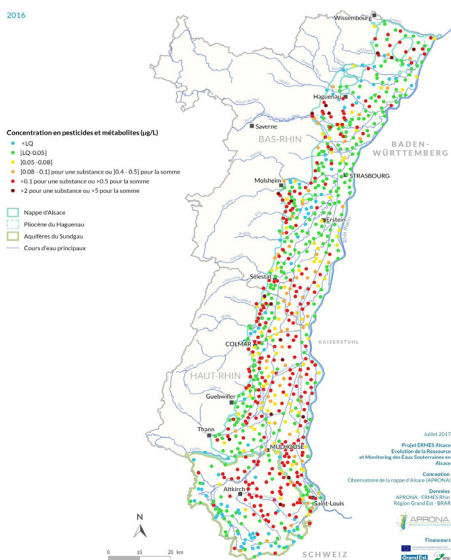 2016
Wissembourg
Haguenau
Saverne
BAS-RHIN
BADEN-
WÜRTTEMBERG
Concentration en pesticides et métabolites (µg/L)
<LQ
[LQ-0.05]
]0.05 -0.08]
]0.08 - 0.1] pour une substance ou ]0.4 - 0.5] pour la somme
>0.1 pour une substance ou >0.5 pour la somme
>2 pour une substance ou >5 pour la somme
Nappe d'Alsace
Pliocène du Haguenau
Aquifères du Sundgau
Cours d'eau principaux
STRASBOURG
Molsheim
Erstein
Sélestat
COLMAR
KAISERSTUHL
HAUT-RHIN
Guebwiller
Thann
MULHOUSE
Altkirch
Saint-Louis
SCHWEIZ
N
0 10 20 km
Juillet 2017
Projet ERMES Alsace
Evolution de la Ressource
et Monitoring des Eaux Souterraines en
Alsace
Conception
Observatoire de la nappe d'Alsace (APRONA)
Données
APRONA - ERMES Rhin
Région Grand Est - BRAR
APRONA
Financeurs
Grand Est